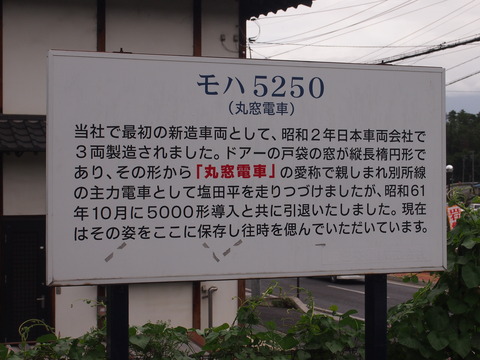 モハ5250
(丸窓電車)
当社で最初の新造車両として、昭和2年日本車両会社で
3両製造されました。ドアーの戸袋の窓が縦長楕円形で
あり、その形から『丸窓電車』の愛称で親しまれ別所線
の主力電車として塩田平を走りつづけましたが、昭和61
年10月に5000形導入と共に引退いたしました。現在
はその姿をここに保存し往時を偲んでいただいています。